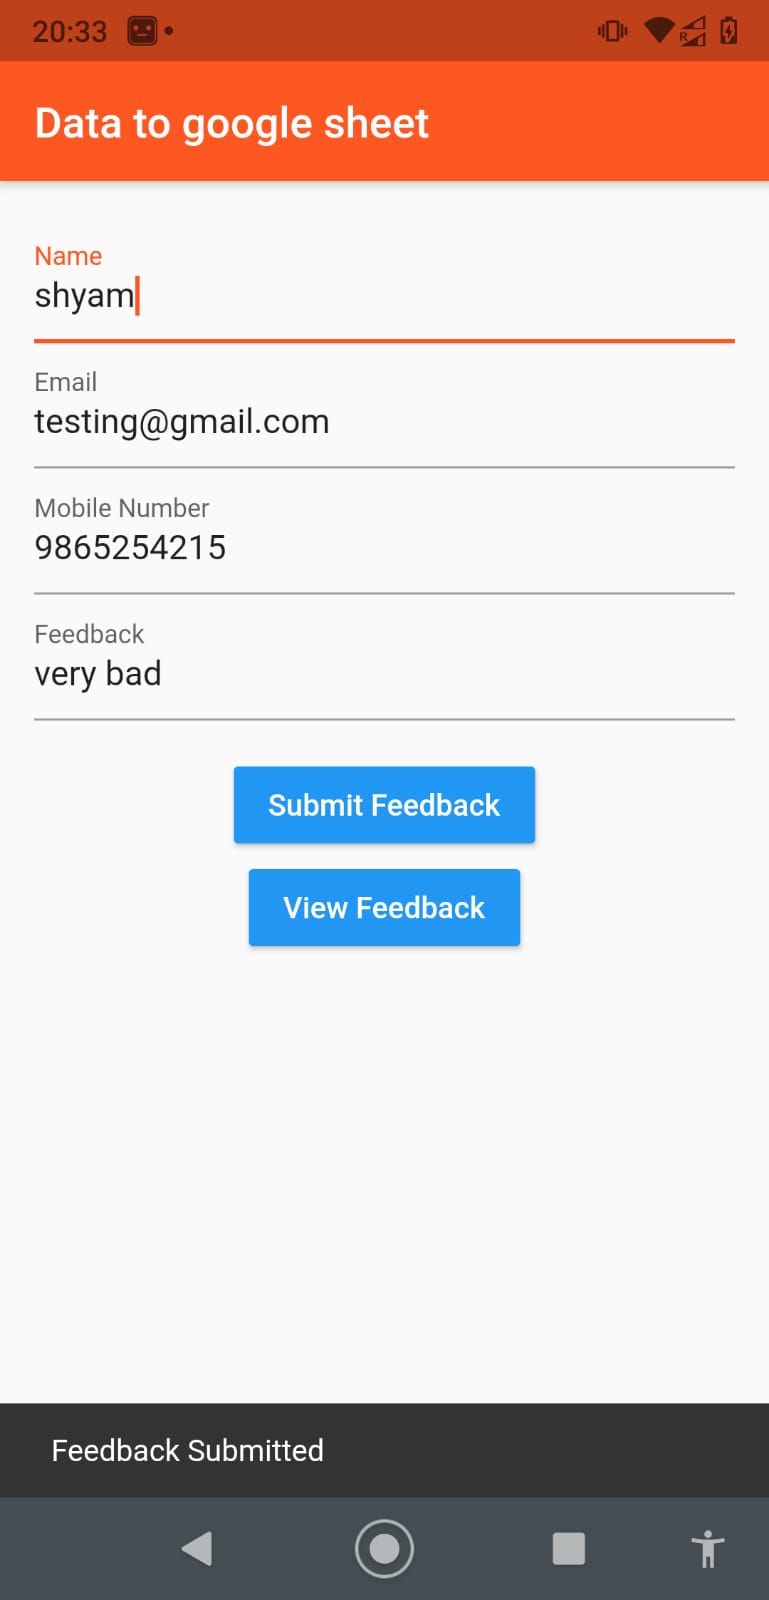 20:33
R
Data to google sheet
Name
shyam
Email
testing@gmail.com
Mobile Number
9865254215
Feedback
very bad
Submit Feedback
View Feedback
Feedback Submitted